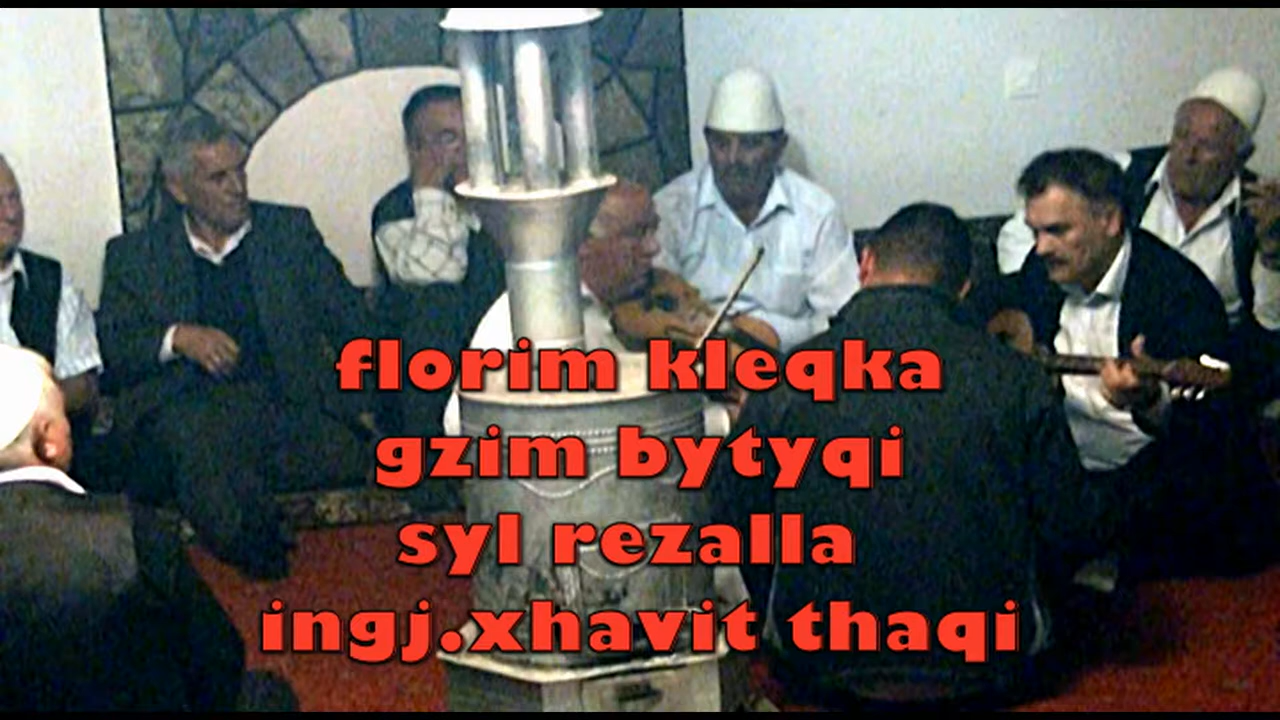 florim kleqka
gzim bytyqi
syl rezalla
ingj.xhavit thaqi